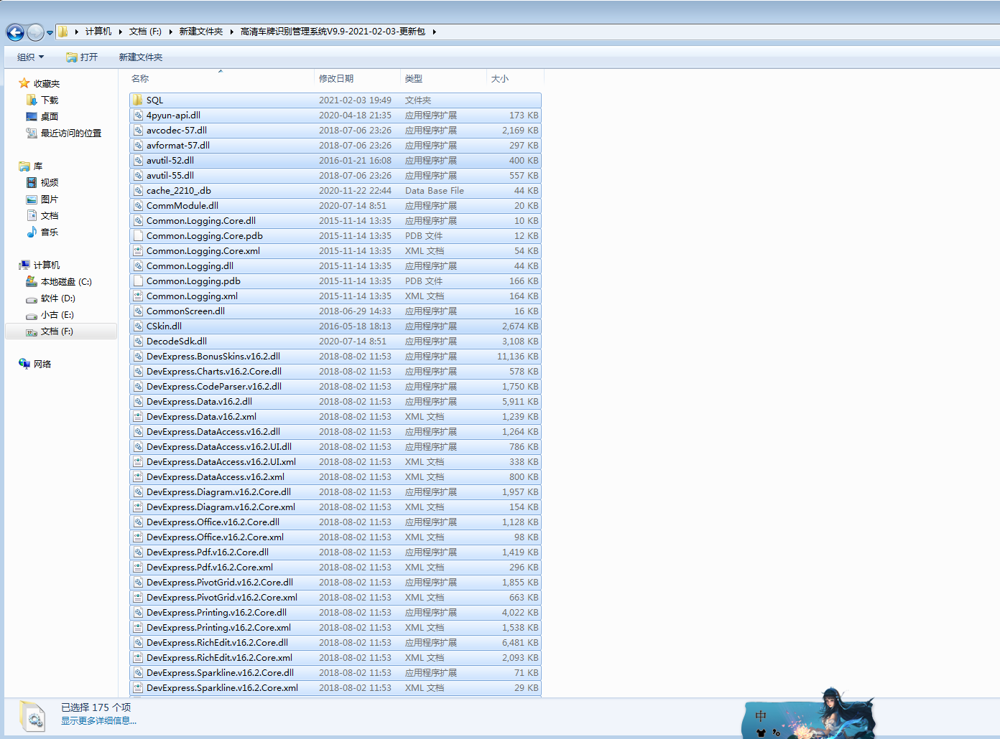 计算机 文档 (F:) 新建文件夹 高清车牌识别管理系统V9.9-2021-02-03-更新包
组织 打开 新建文件夹
收藏夹
下载
桌面
最近访问的位置
库
视频
图片
文档
音乐
计算机
本地磁盘 (C:)
软件 (D:)
小古 (E:)
文档 (F:)
网络
名称 修改日期 类型 大小
SQL 2021-02-03 19:49 文件夹
4pyun-api.dll 2020-04-18 21:35 应用程序扩展 173 KB
avcodec-57.dll 2018-07-06 23:26 应用程序扩展 2,169 KB
avformat-57.dll 2018-07-06 23:26 应用程序扩展 297 KB
avutil-52.dll 2016-01-21 16:08 应用程序扩展 400 KB
avutil-55.dll 2018-07-06 23:26 应用程序扩展 557 KB
cache_2210_.db 2020-11-22 22:44 Data Base File 44 KB
CommModule.dll 2020-07-14 8:51 应用程序扩展 20 KB
Common.Logging.Core.dll 2015-11-14 13:35 应用程序扩展 10 KB
Common.Logging.Core.pdb 2015-11-14 13:35 PDB 文件 12 KB
Common.Logging.Core.xml 2015-11-14 13:35 XML 文档 54 KB
Common.Logging.dll 2015-11-14 13:35 应用程序扩展 44 KB
Common.Logging.pdb 2015-11-14 13:35 PDB 文件 166 KB
Common.Logging.xml 2015-11-14 13:35 XML 文档 164 KB
CommonScreen.dll 2018-06-29 14:33 应用程序扩展 16 KB
CSkin.dll 2016-05-18 18:13 应用程序扩展 2,674 KB
DecodeSdk.dll 2020-07-14 8:51 应用程序扩展 3,108 KB
DevExpress.BonusSkins.v16.2.dll 2018-08-02 11:53 应用程序扩展 11,136 KB
DevExpress.Charts.v16.2.Core.dll 2018-08-02 11:53 应用程序扩展 578 KB
DevExpress.CodeParser.v16.2.dll 2018-08-02 11:53 应用程序扩展 1,750 KB
DevExpress.Data.v16.2.dll 2018-08-02 11:53 应用程序扩展 5,911 KB
DevExpress.Data.v16.2.xml 2018-08-02 11:53 XML 文档 1,239 KB
DevExpress.DataAccess.v16.2.dll 2018-08-02 11:53 应用程序扩展 1,264 KB
DevExpress.DataAccess.v16.2.UI.dll 2018-08-02 11:53 应用程序扩展 786 KB
DevExpress.DataAccess.v16.2.UI.xml 2018-08-02 11:53 XML 文档 338 KB
DevExpress.DataAccess.v16.2.xml 2018-08-02 11:53 XML 文档 800 KB
DevExpress.Diagram.v16.2.Core.dll 2018-08-02 11:53 应用程序扩展 1,957 KB
DevExpress.Diagram.v16.2.Core.xml 2018-08-02 11:53 XML 文档 154 KB
DevExpress.Office.v16.2.Core.dll 2018-08-02 11:53 应用程序扩展 1,128 KB
DevExpress.Office.v16.2.Core.xml 2018-08-02 11:53 XML 文档 98 KB
DevExpress.Pdf.v16.2.Core.dll 2018-08-02 11:53 应用程序扩展 1,419 KB
DevExpress.Pdf.v16.2.Core.xml 2018-08-02 11:53 XML 文档 296 KB
DevExpress.PivotGrid.v16.2.Core.dll 2018-08-02 11:53 应用程序扩展 1,855 KB
DevExpress.PivotGrid.v16.2.Core.xml 2018-08-02 11:53 XML 文档 663 KB
DevExpress.Printing.v16.2.Core.dll 2018-08-02 11:53 应用程序扩展 4,022 KB
DevExpress.Printing.v16.2.Core.xml 2018-08-02 11:53 XML 文档 1,538 KB
DevExpress.RichEdit.v16.2.Core.dll 2018-08-02 11:53 应用程序扩展 6,481 KB
DevExpress.RichEdit.v16.2.Core.xml 2018-08-02 11:53 XML 文档 2,093 KB
DevExpress.Sparkline.v16.2.Core.dll 2018-08-02 11:53 应用程序扩展 71 KB
DevExpress.Sparkline.v16.2.Core.xml 2018-08-02 11:53 XML 文档 29 KB
已选择 175 个项
显示更多详细信息...
中